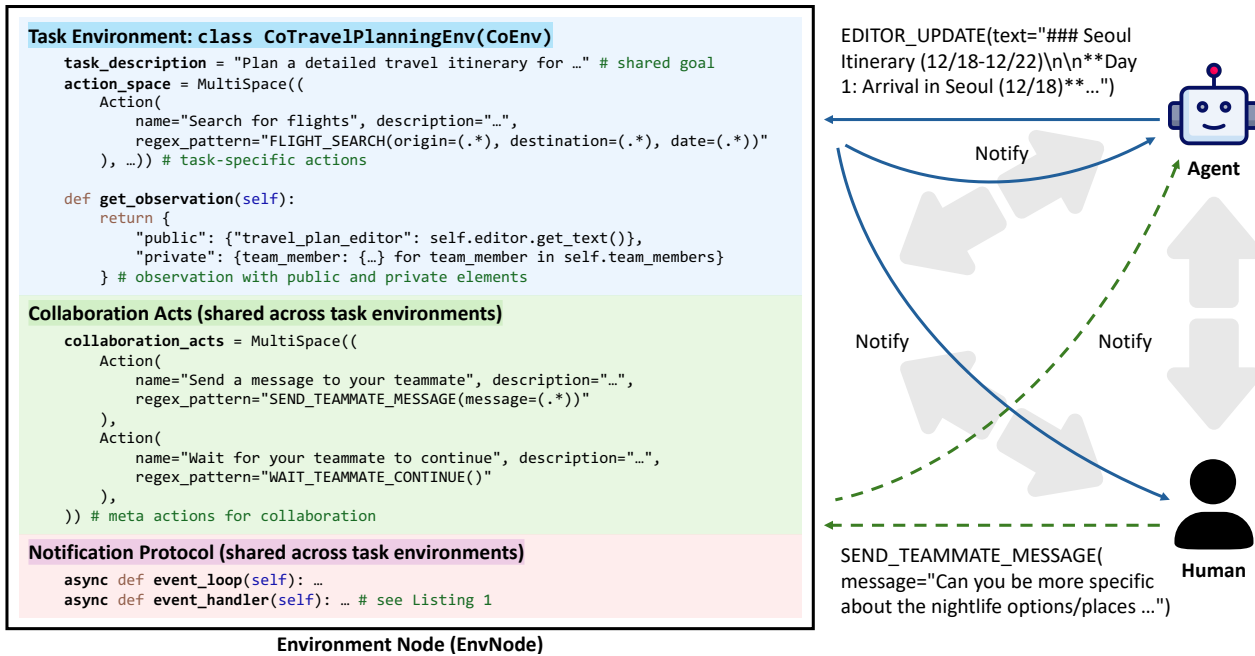 Task Environment: class CoTravelPlanningEnv(CoEnv)
task_description = "Plan a detailed travel itinerary for …" # shared goal
action_space = MultiSpace((
Action(
name="Search for flights", description="…",
regex_pattern="FLIGHT_SEARCH(origin=(.*), destination=(.*), date=(.*))"
), …)) # task-specific actions
def get_observation(self):
return {
"public": {"travel_plan_editor": self.editor.get_text()},
"private": {team_member: {…} for team_member in self.team_members}
} # observation with public and private elements
Collaboration Acts (shared across task environments)
collaboration_acts = MultiSpace((
Action(
name="Send a message to your teammate", description="…",
regex_pattern="SEND_TEAMMATE_MESSAGE(message=(.*))"
),
Action(
name="Wait for your teammate to continue", description="…",
regex_pattern="WAIT_TEAMMATE_CONTINUE()"
),
)) # meta actions for collaboration
Notification Protocol (shared across task environments)
async def event_loop(self): …
async def event_handler(self): … # see Listing 1
Environment Node (EnvNode)
EDITOR_UPDATE(text="### Seoul
Itinerary (12/18-12/22)\n\n**Day
1: Arrival in Seoul (12/18)**…")
Notify
Agent
Notify
Notify
SEND_TEAMMATE_MESSAGE(
message="Can you be more specific
about the nightlife options/places …")
Human